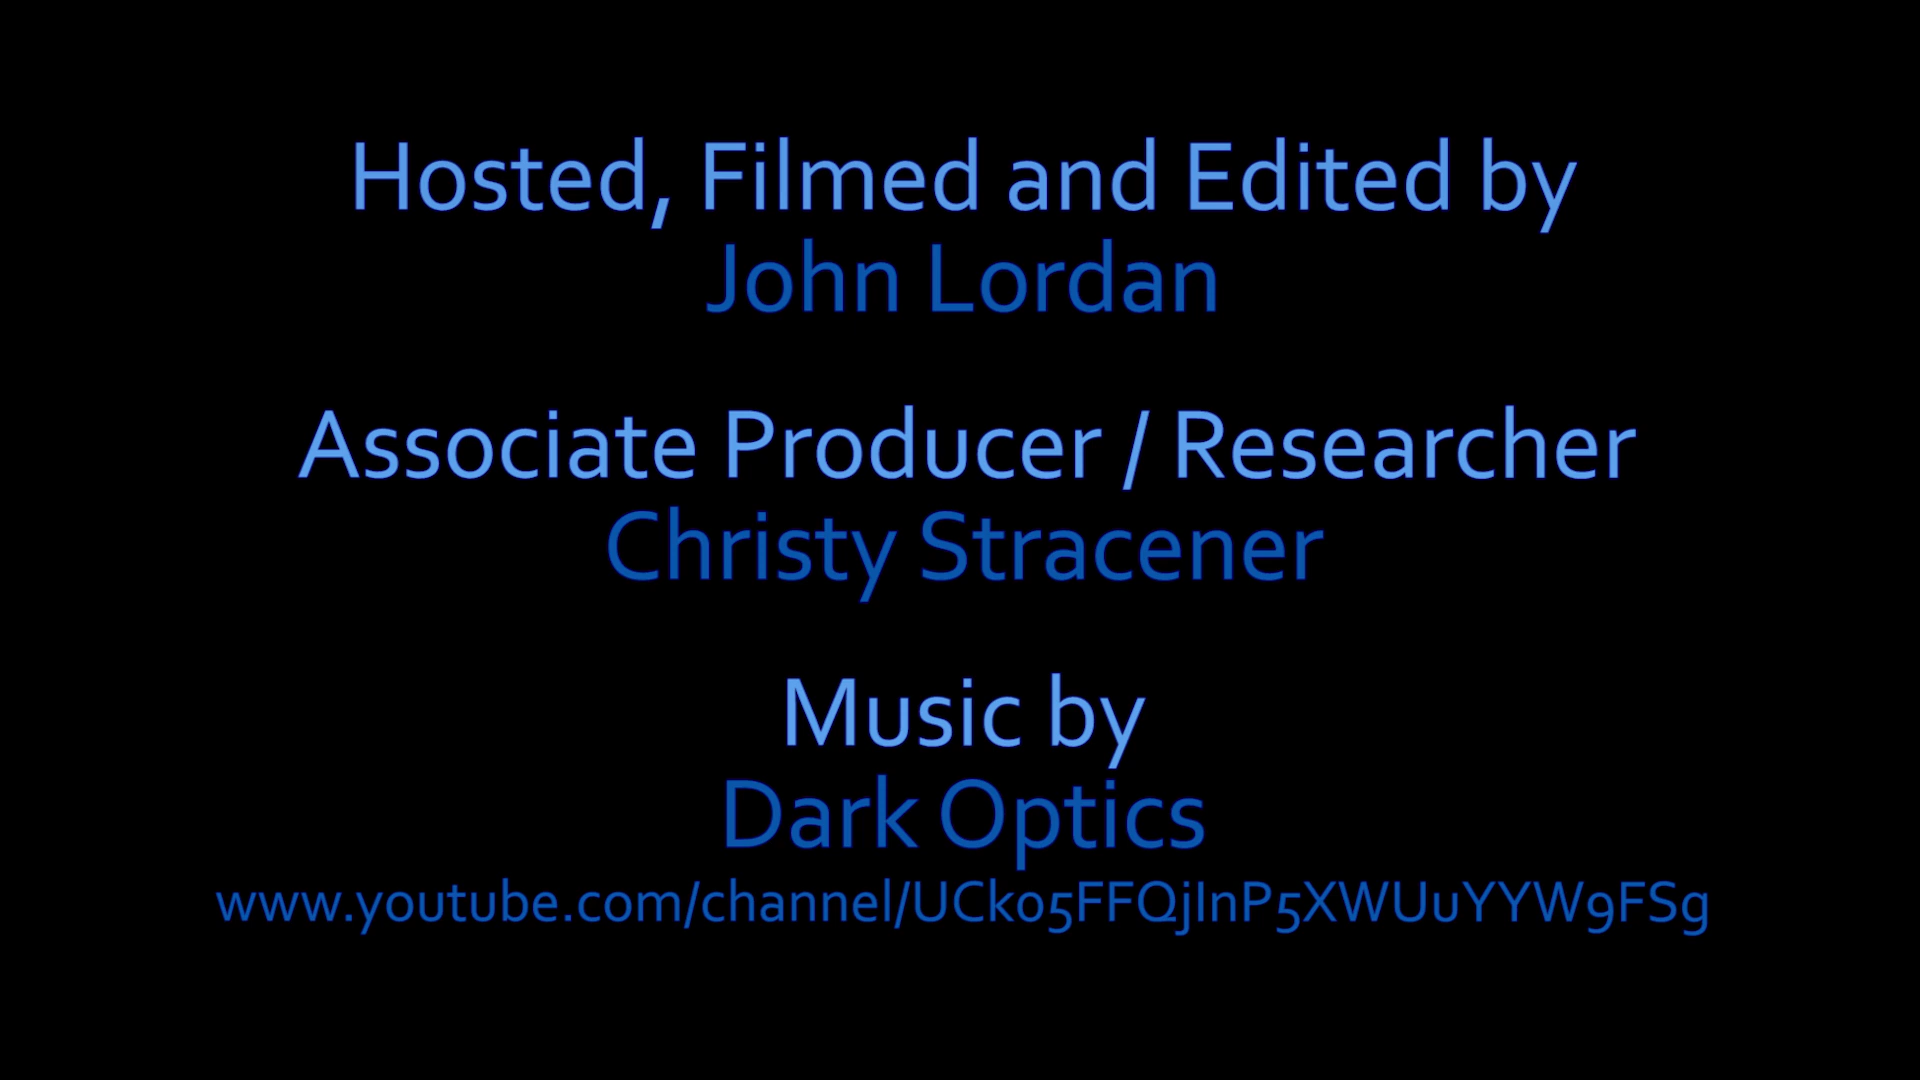 Hosted, Filmed and Edited by
John Lordan
Associate Producer / Researcher
Christy Stracener
Music by
Dark Optics
www.youtube.com/channel/UCko5FFQjInP5XWUuYYW9FSg